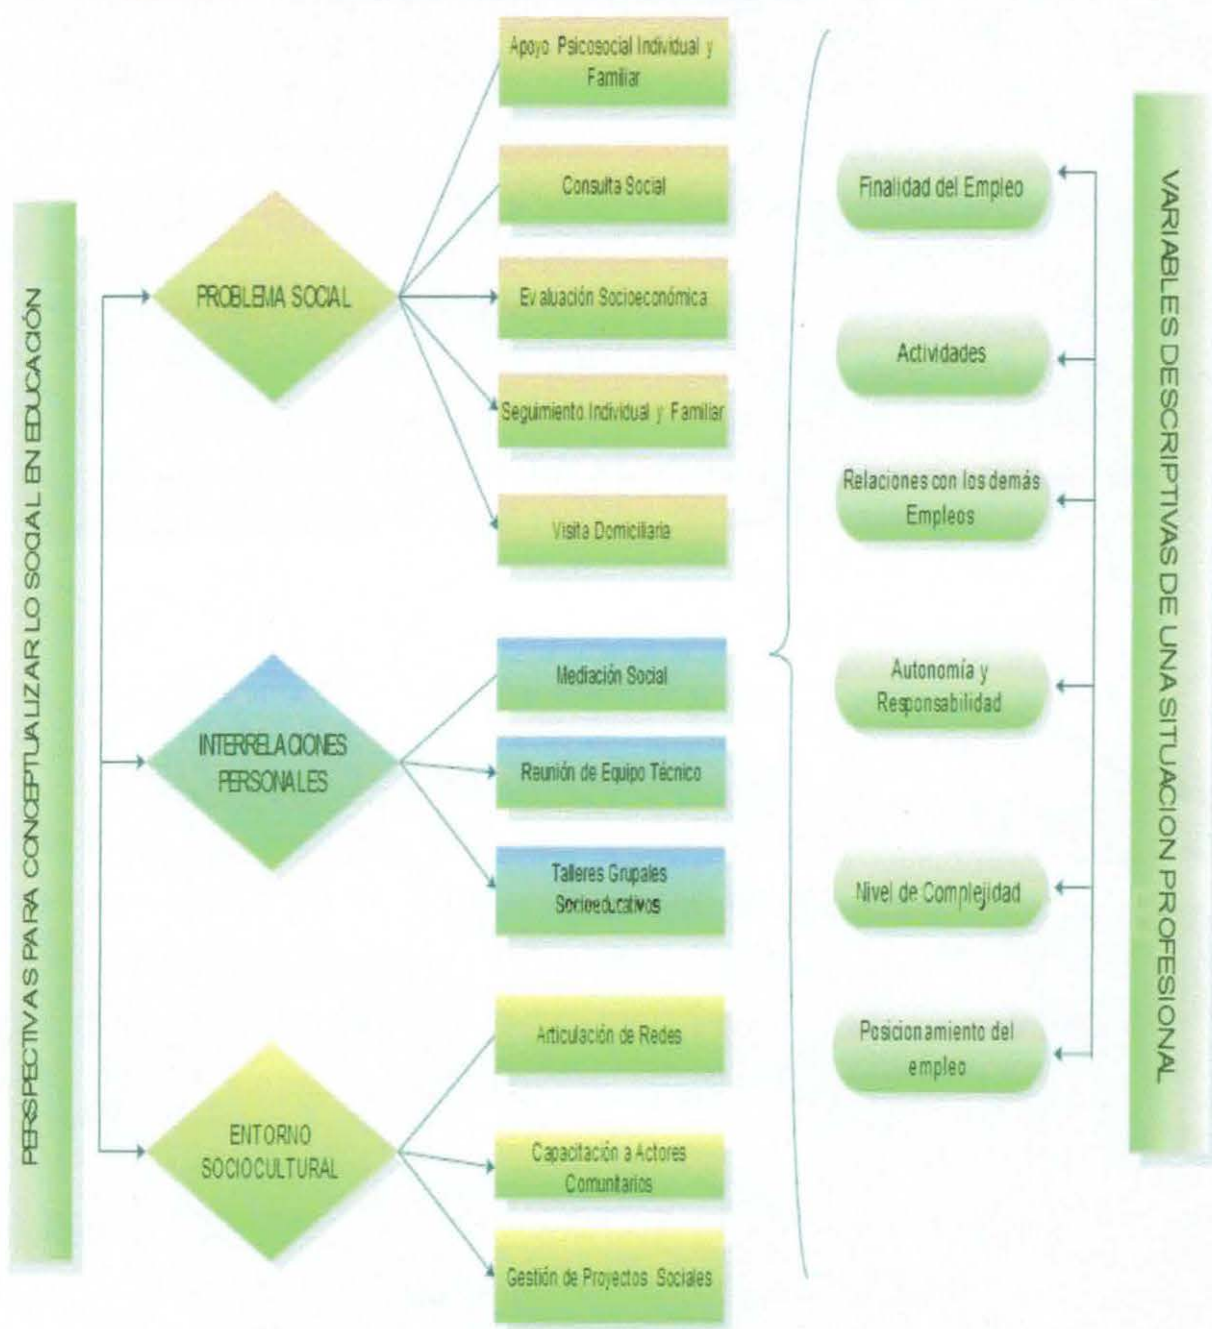 PERSPECTIVAS PARA CONCEPTUALIZAR LO SOCIAL EN EDUCACIÓN
PROBLEMA SOCIAL
Apoyo Psicosocial Individual y
Familiar
Consulta Social
Evaluación Socioeconómica
Seguimiento Individual y Familiar
Visita Domiciliaria
INTERRELACIONES
PERSONALES
Mediación Social
Reunión de Equipo Técnico
Talleres Grupales
Socioeducativos
ENTORNO
SOCIOCULTURAL
Articulación de Redes
Capacitación a Actores
Comunitarios
Gestión de Proyectos Sociales
Finalidad del Empleo
Actividades
Relaciones con los demás
Empleos
Autonomía y
Responsabilidad
Nivel de Complejidad
Posicionamiento del
empleo
VARIABLES DESCRIPTIVAS DE UNA SITUACION PROFESIONAL